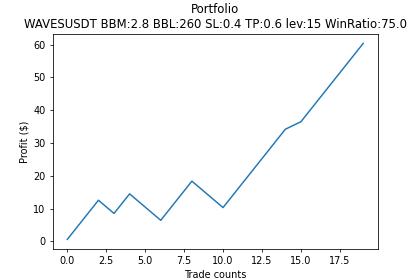 Portfolio
WAVESUSDT BBM:2.8 BBL:260 SL:0.4 TP:0.6 lev:15 WinRatio:75.0
60
50
40
30
20
10
0
Profit ($)
0.0 2.5 5.0 7.5 10.0 12.5 15.0 17.5
Trade counts